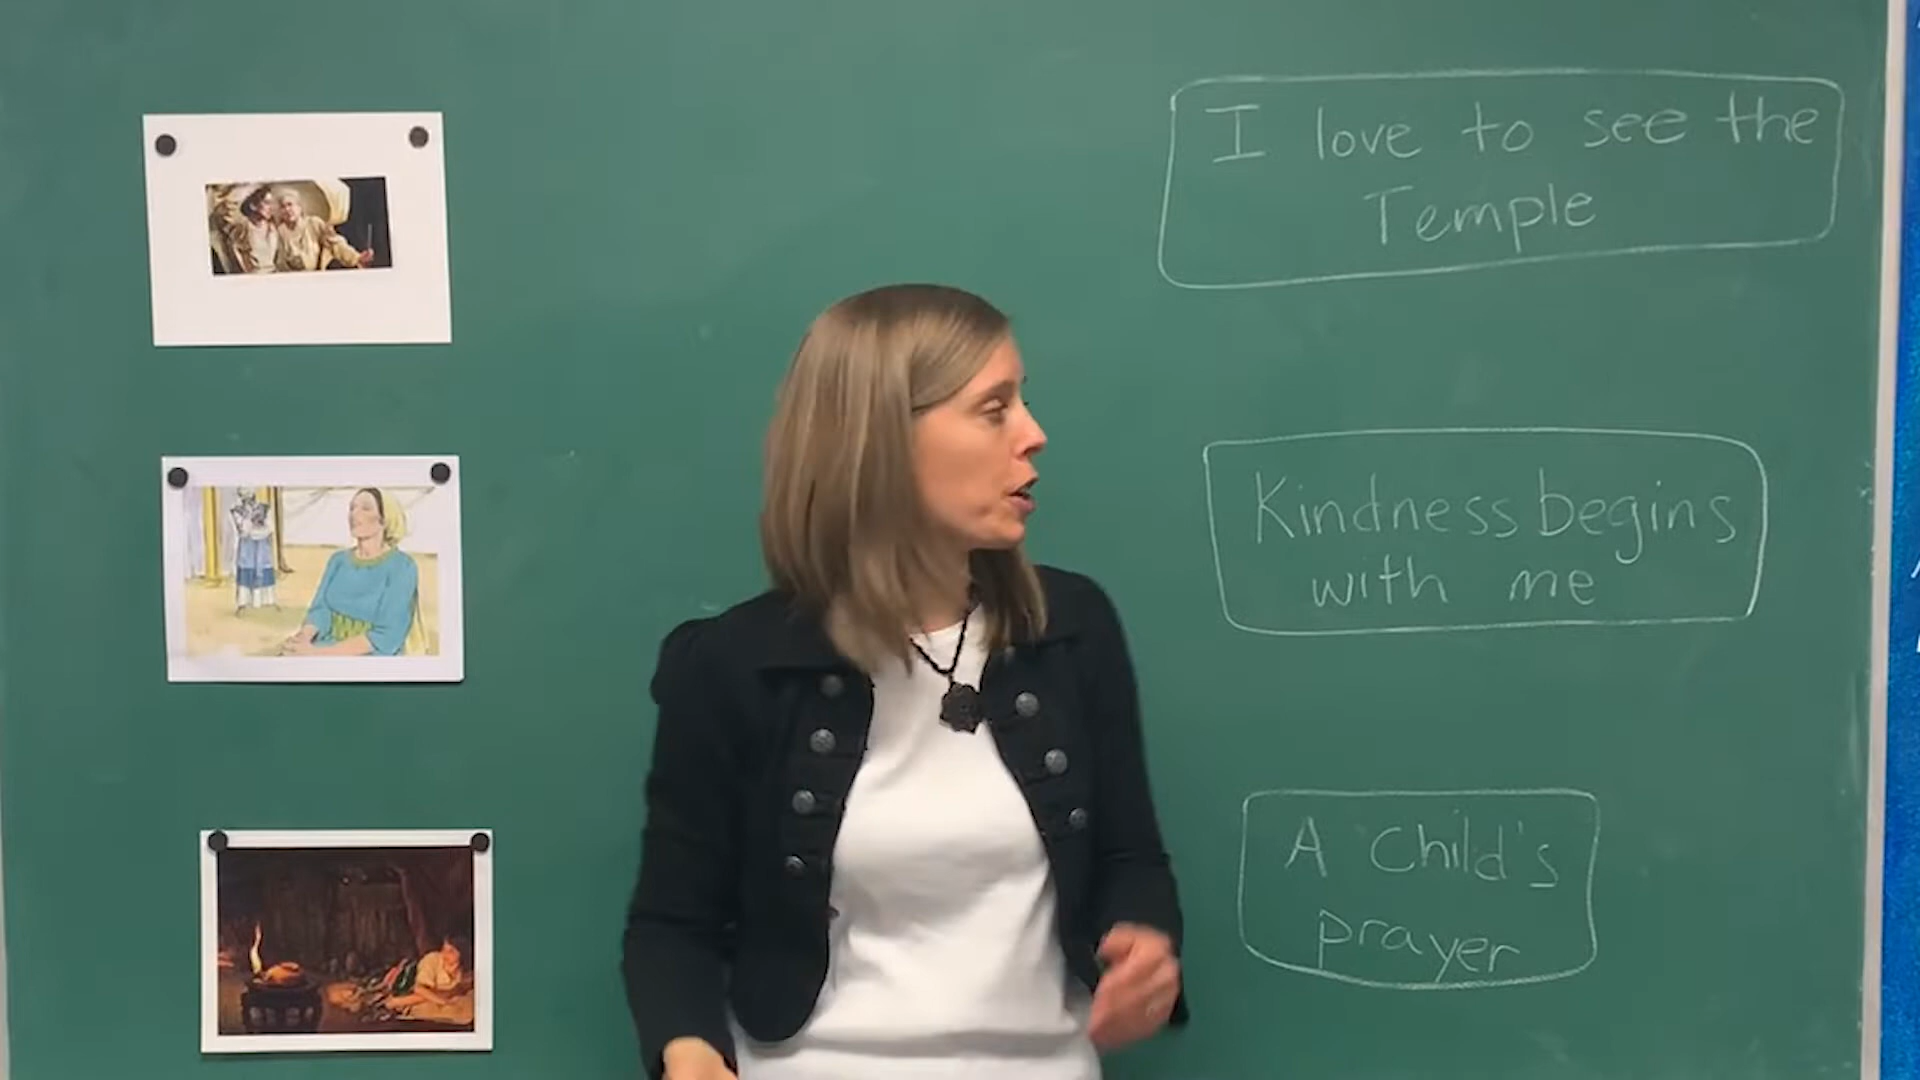 I love to see the
Temple
Kindness begins
with me
A Child's
prayer